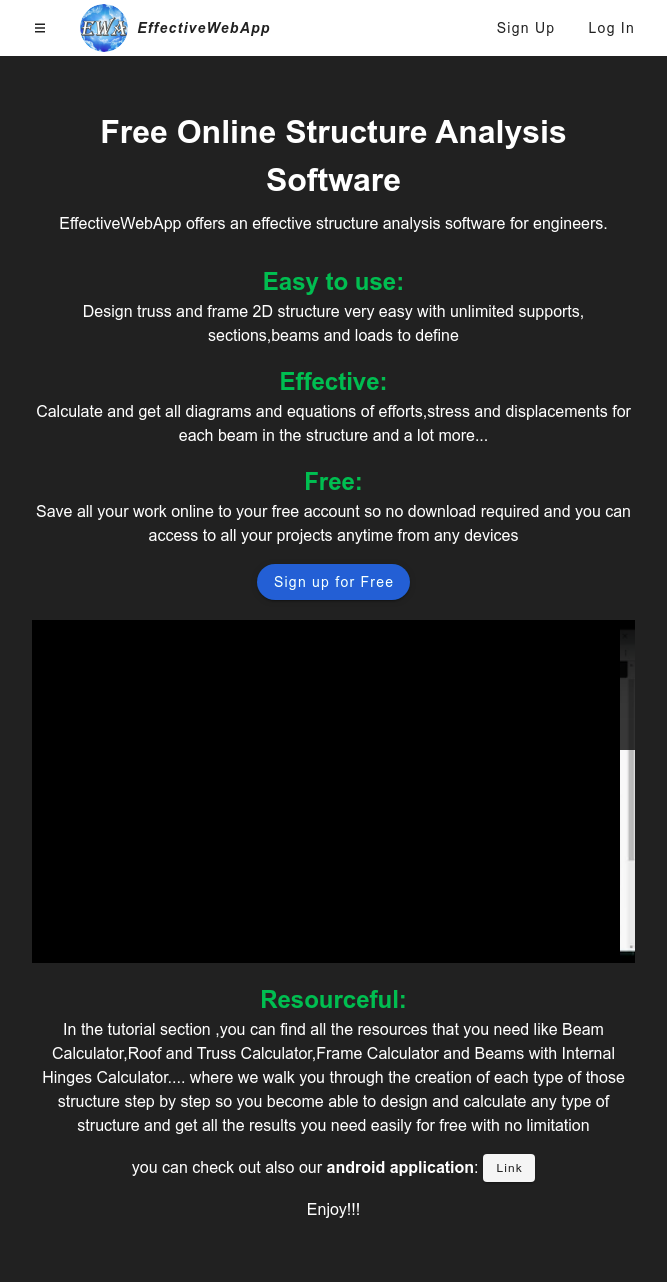 EWA EffectiveWebApp Sign Up Log In
Free Online Structure Analysis
Software
EffectiveWebApp offers an effective structure analysis software for engineers.
Easy to use:
Design truss and frame 2D structure very easy with unlimited supports,
sections,beams and loads to define
Effective:
Calculate and get all diagrams and equations of efforts,stress and displacements for
each beam in the structure and a lot more...
Free:
Save all your work online to your free account so no download required and you can
access to all your projects anytime from any devices
Sign up for Free
Resourceful:
In the tutorial section ,you can find all the resources that you need like Beam
Calculator,Roof and Truss Calculator,Frame Calculator and Beams with Internal
Hinges Calculator.... where we walk you through the creation of each type of those
structure step by step so you become able to design and calculate any type of
structure and get all the results you need easily for free with no limitation
you can check out also our android application: Link
Enjoy!!!